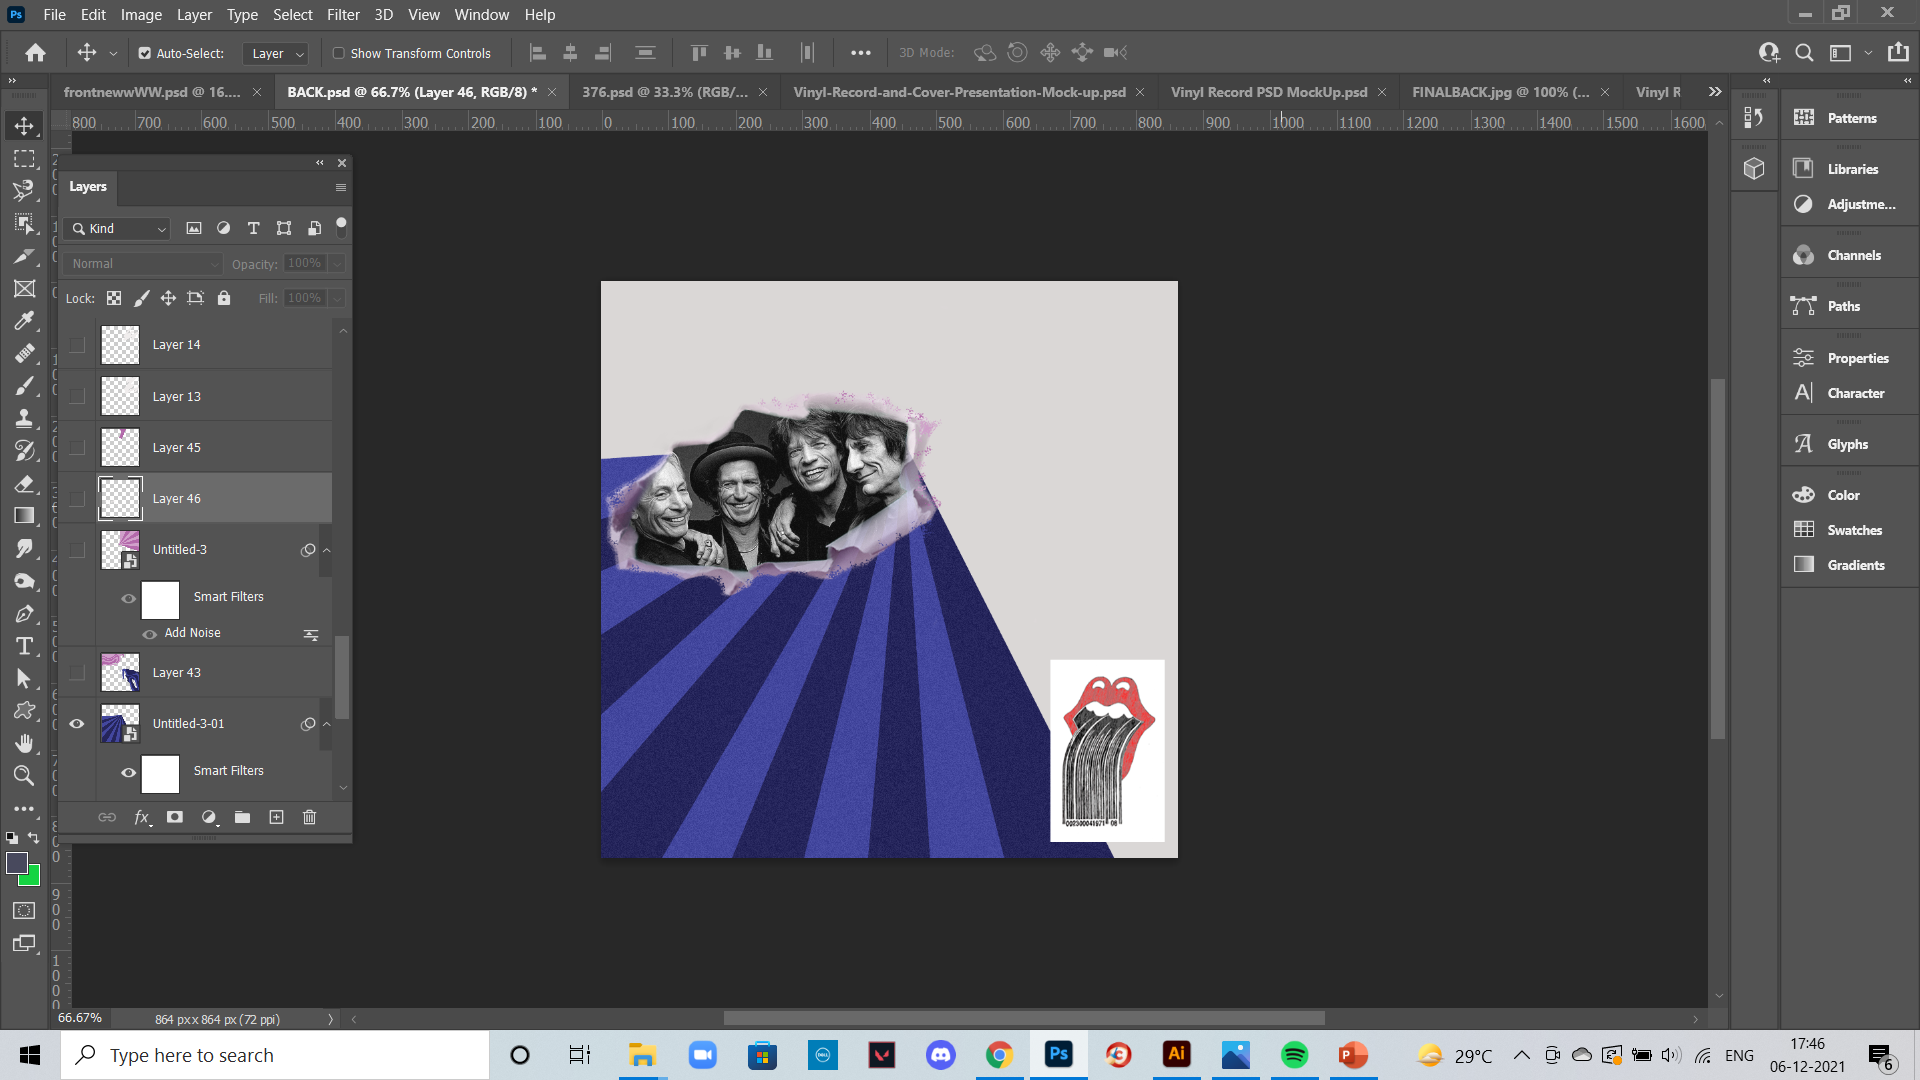 Ps File Edit Image Layer Type Select Filter 3D View Window Help
Auto-Select: Layer Show Transform Controls 3D Mode:
frontnewwWW.psd @ 16.... BACK.psd @ 66.7% (Layer 46, RGB/8) * 376.psd @ 33.3% (RGB/... Vinyl-Record-and-Cover-Presentation-Mock-up.psd Vinyl Record PSD MockUp.psd FINALBACK.jpg @ 100% (... Vinyl R
800 700 600 500 400 300 200 100 0 100 200 300 400 500 600 700 800 900 1000 1100 1200 1300 1400 1500 1600
Layers
Kind
Normal Opacity: 100%
Lock: Fill: 100%
Layer 14
Layer 13
Layer 45
Layer 46
Untitled-3
Smart Filters
Add Noise
Layer 43
Untitled-3-01
Smart Filters
fx
Patterns
Libraries
Adjustme...
Channels
Paths
Properties
Character
Glyphs
Color
Swatches
Gradients
66.67% 864 px x 864 px (72 ppi)
Type here to search
DELL
Ps
Ai
29°C ENG
17:46
06-12-2021
6